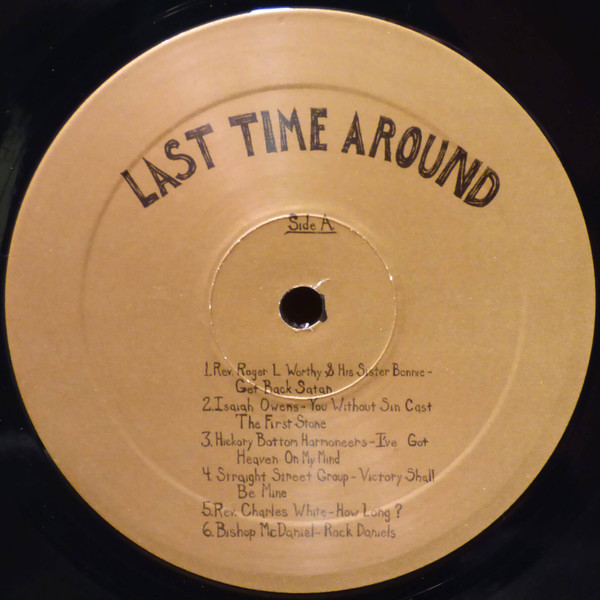 LAST TIME AROUND
Side A
1. Rev. Roger L Worthy & His Sister Bonnie -
Get Back Satan
2. Isaiah Owens - You Without Sin Cast
The First Stone
3. Hickory Bottom Harmoneers - I've Got
Heaven On My Mind
4. Straight Street Group - Victory Shall
Be Mine
5. Rev. Charles White - How Long?
6. Bishop McDaniel - Rock Daniels